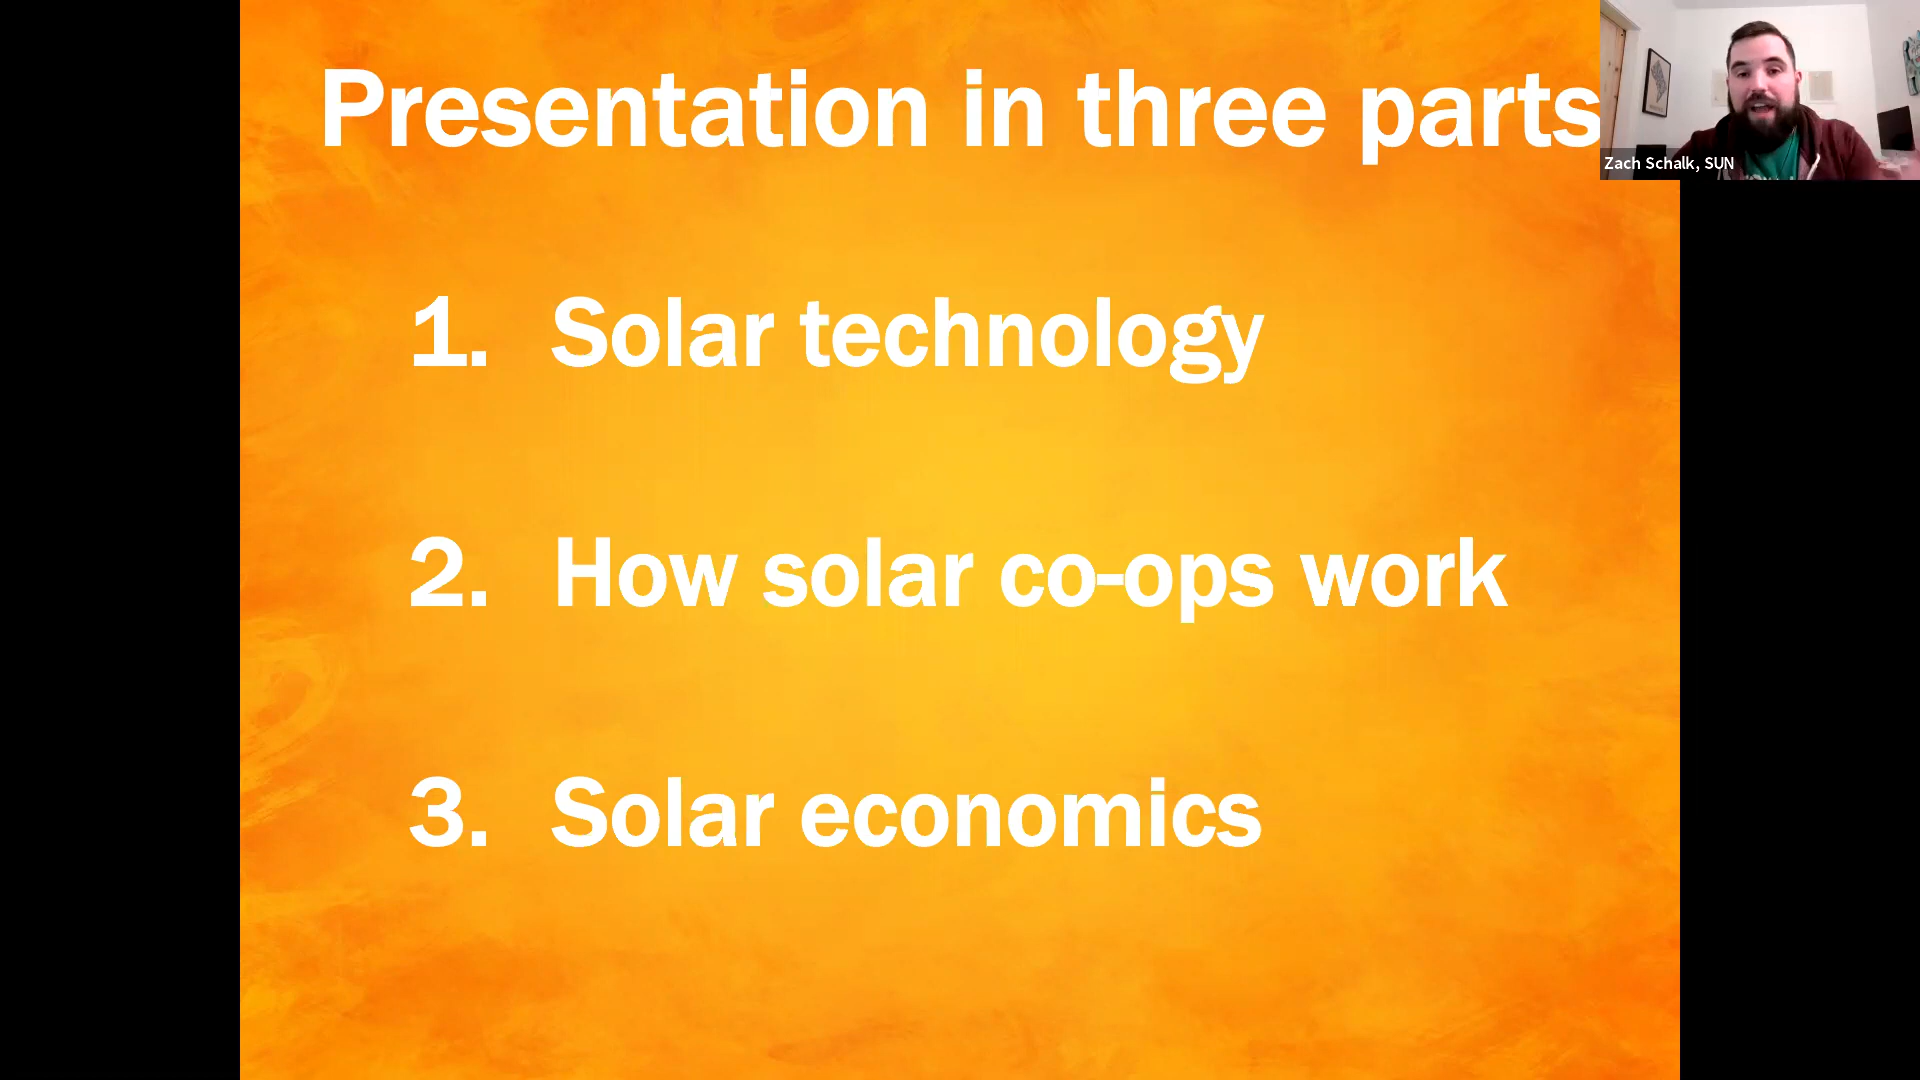 Presentation in three parts
Zach Schalk, SUN
1. Solar technology
2. How solar co-ops work
3. Solar economics